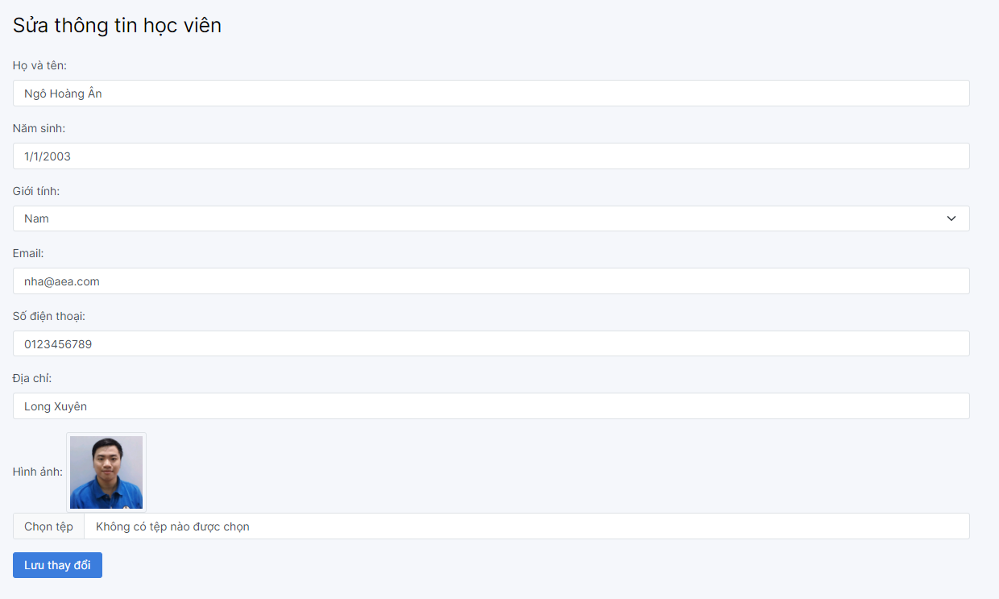 Sửa thông tin học viên
Họ và tên:
Ngô Hoàng Ân
Năm sinh:
1/1/2003
Giới tính:
Nam
Email:
nha@aea.com
Số điện thoại:
0123456789
Địa chỉ:
Long Xuyên
Hình ảnh:
Chọn tệp Không có tệp nào được chọn
Lưu thay đổi